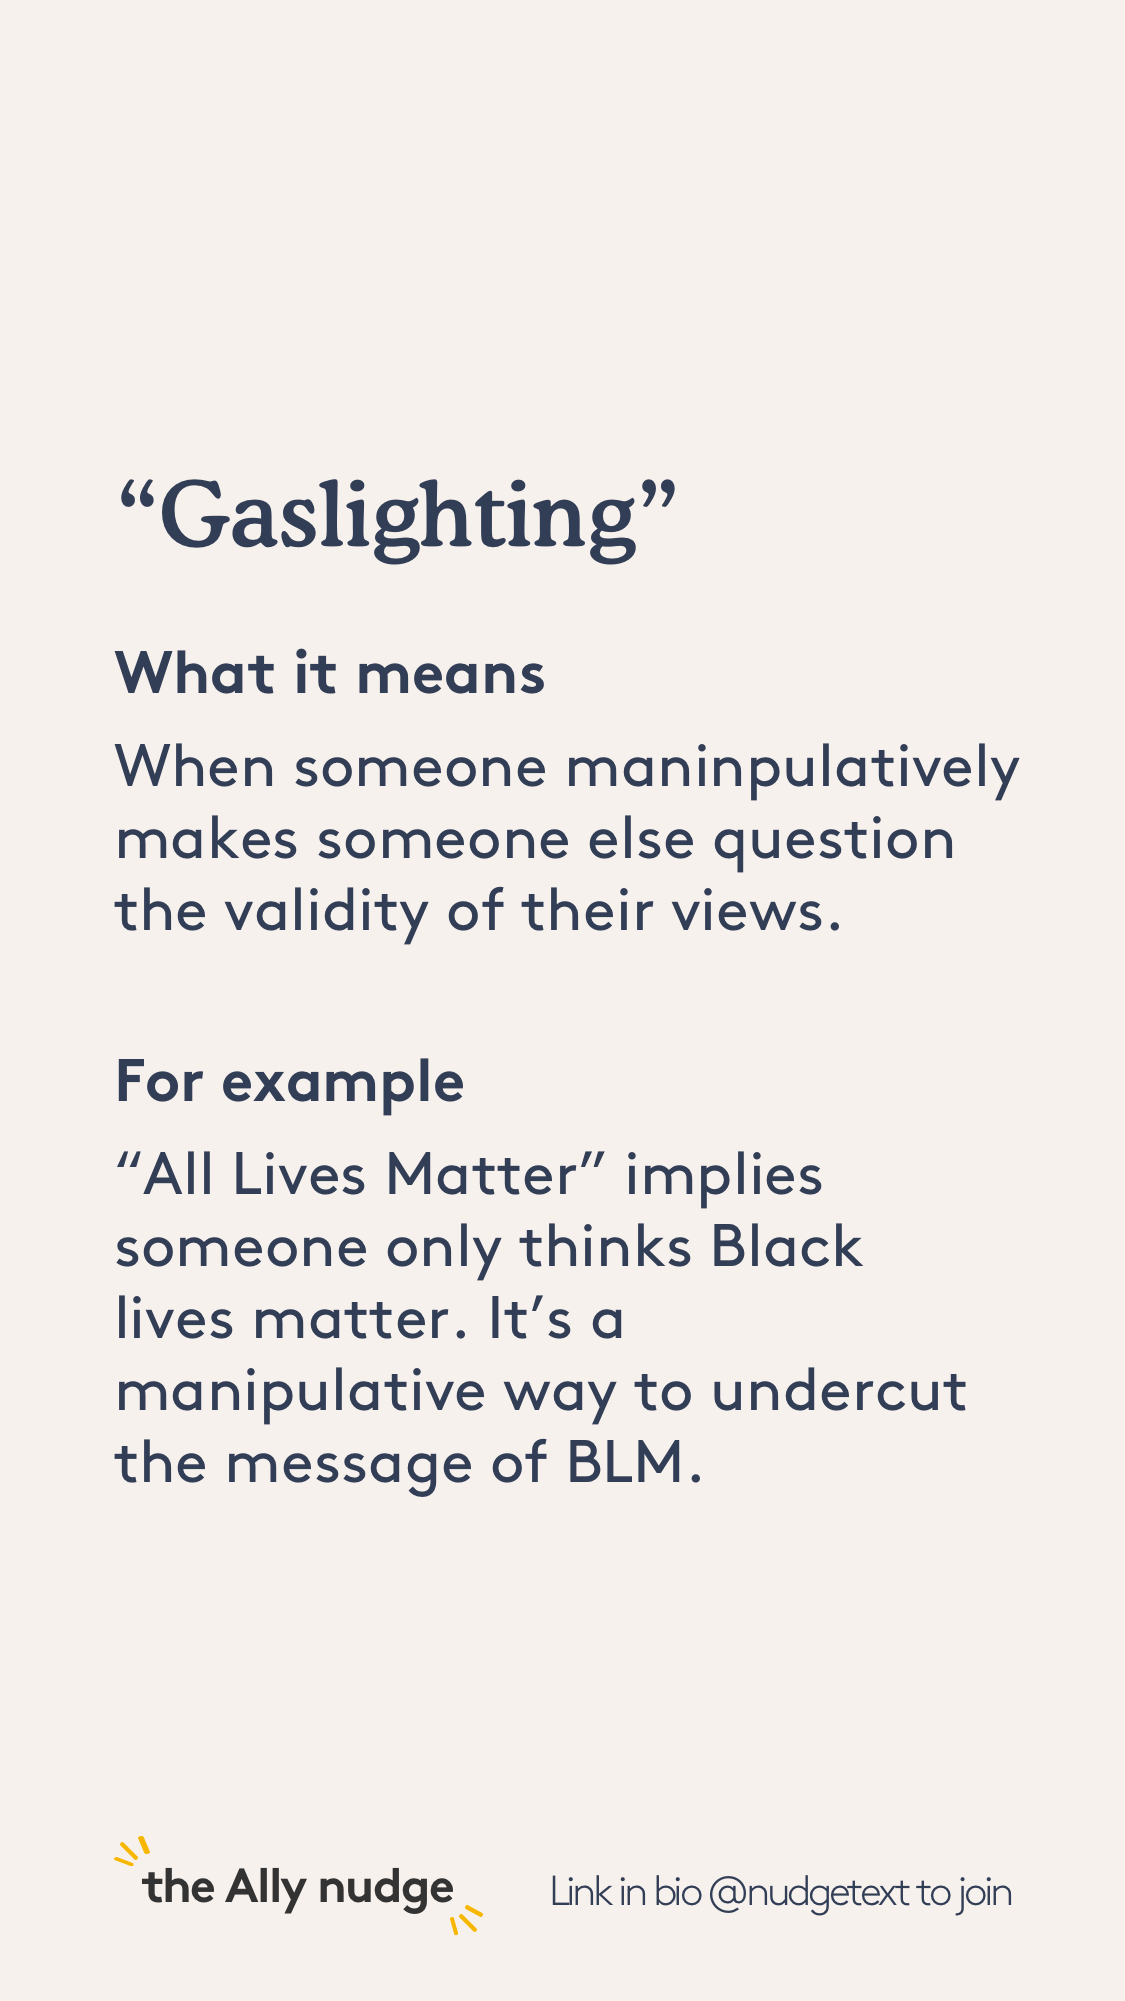 “Gaslighting”
What it means
When someone maninpulatively
makes someone else question
the validity of their views.
For example
“All Lives Matter” implies
someone only thinks Black
lives matter. It’s a
manipulative way to undercut
the message of BLM.
the Ally nudge
Link in bio @nudgetext to join